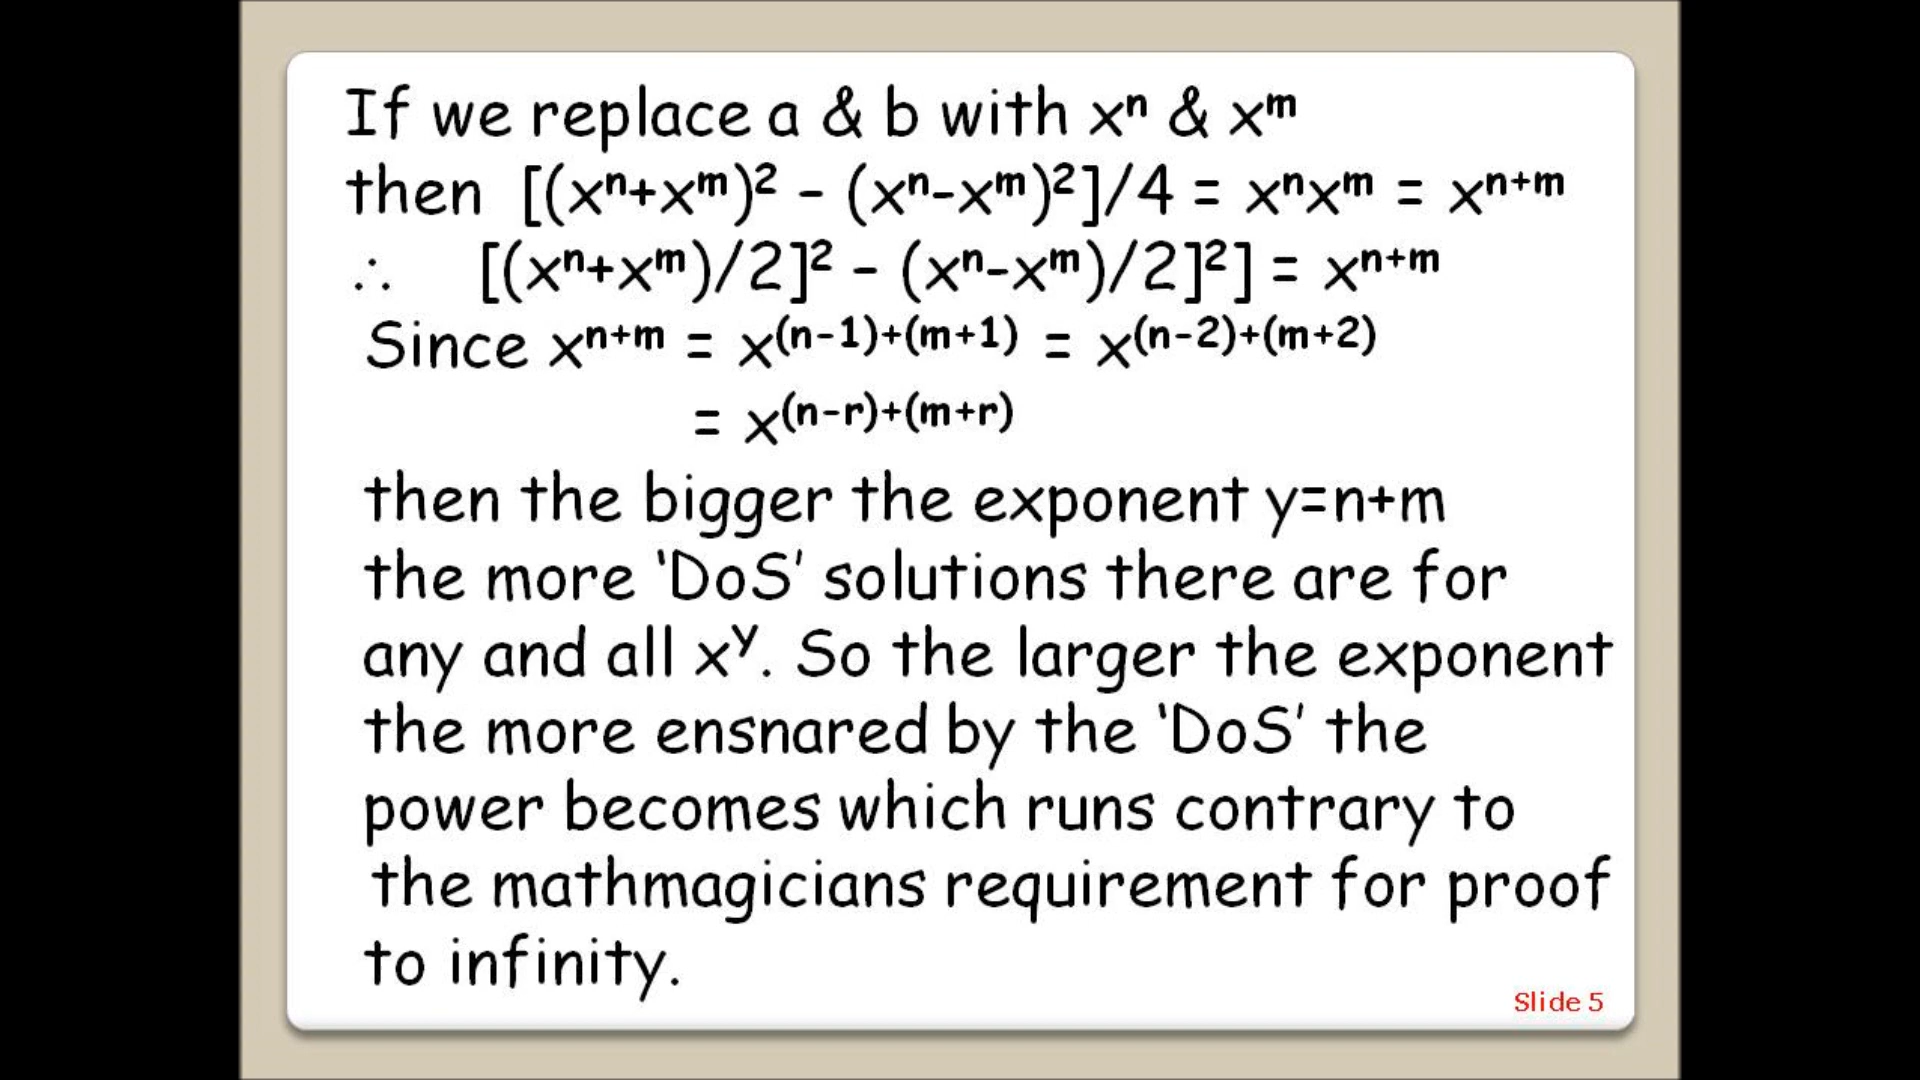 If we replace a & b with xⁿ & xᵐ
then [(xⁿ+xᵐ)² – (xⁿ-xᵐ)²]/4 = xⁿxᵐ = xⁿ⁺ᵐ
∴ [(xⁿ+xᵐ)/2]² – (xⁿ-xᵐ)/2]²] = xⁿ⁺ᵐ
Since xⁿ⁺ᵐ = x⁽ⁿ⁻¹⁾⁺⁽ᵐ⁺¹⁾ = x⁽ⁿ⁻²⁾⁺⁽ᵐ⁺²⁾
= x⁽ⁿ⁻ʳ⁾⁺⁽ᵐ⁺ʳ⁾
then the bigger the exponent y=n+m
the more ‘DoS’ solutions there are for
any and all xʸ. So the larger the exponent
the more ensnared by the ‘DoS’ the
power becomes which runs contrary to
the mathmagicians requirement for proof
to infinity.
Slide 5